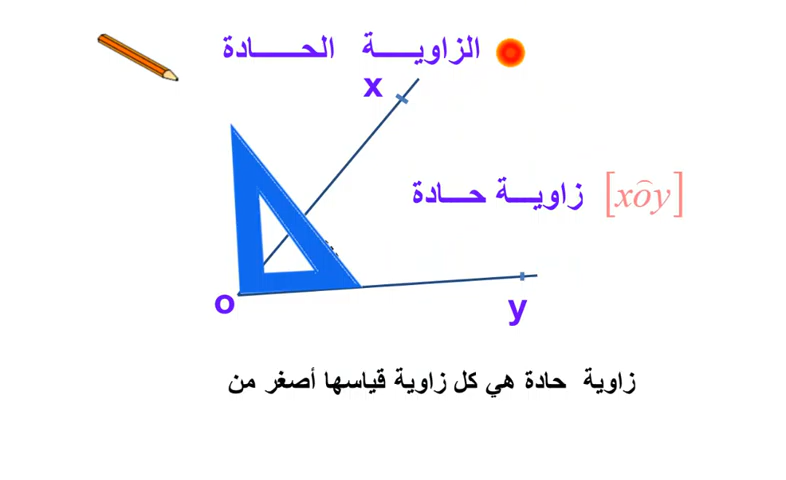 الزاويـــة الحـــادة
x
زاويـــة حـــادة [xôy]
o
y
زاوية حادة هي كل زاوية قياسها أصغر من